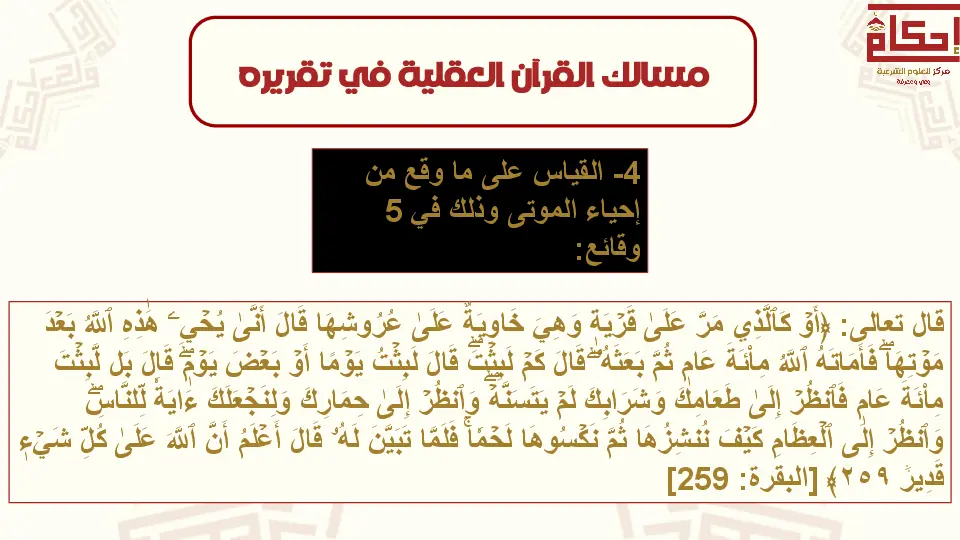 إحكام
مركز للعلوم الشرعية
وعي ومعرفة
مسالك القرآن العقلية في تقريره
4- القياس على ما وقع من
إحياء الموتى وذلك في 5
وقائع:
قال تعالى: ﴿أَوۡ كَٱلَّذِي مَرَّ عَلَىٰ قَرۡيَةٖ وَهِيَ خَاوِيَةٌ عَلَىٰ عُرُوشِهَا قَالَ أَنَّىٰ يُحۡيِۦ هَٰذِهِ ٱللَّهُ بَعۡدَ
مَوۡتِهَاۖ فَأَمَاتَهُ ٱللَّهُ مِاْئَةَ عَامٖ ثُمَّ بَعَثَهُۥۖ قَالَ كَمۡ لَبِثۡتَۖ قَالَ لَبِثۡتُ يَوۡمًا أَوۡ بَعۡضَ يَوۡمٖۖ قَالَ بَل لَّبِثۡتَ
مِاْئَةَ عَامٖ فَٱنظُرۡ إِلَىٰ طَعَامِكَ وَشَرَابِكَ لَمۡ يَتَسَنَّهۡۖ وَٱنظُرۡ إِلَىٰ حِمَارِكَ وَلِنَجۡعَلَكَ ءَايَةٗ لِّلنَّاسِۖ
وَٱنظُرۡ إِلَى ٱلۡعِظَامِ كَيۡفَ نُنشِزُهَا ثُمَّ نَكۡسُوهَا لَحۡمٗاۚ فَلَمَّا تَبَيَّنَ لَهُۥ قَالَ أَعۡلَمُ أَنَّ ٱللَّهَ عَلَىٰ كُلِّ شَيۡءٖ
قَدِيرٞ ٢٥٩﴾ [البقرة: 259]